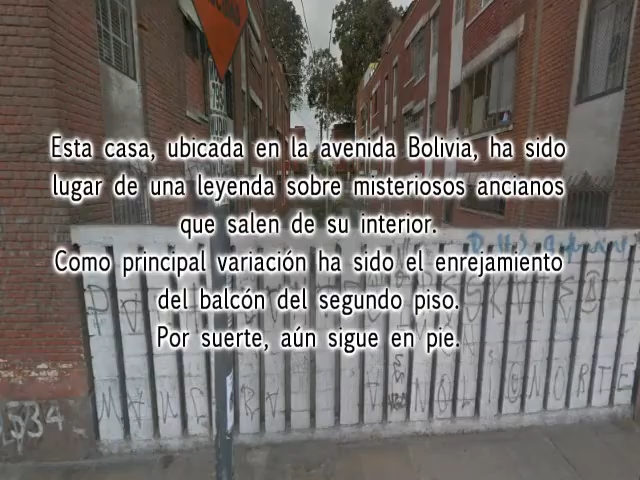 Esta casa, ubicada en la avenida Bolivia, ha sido
lugar de una leyenda sobre misteriosos ancianos
que salen de su interior.
Como principal variación ha sido el enrejamiento
del balcón del segundo piso.
Por suerte, aún sigue en pie.
534